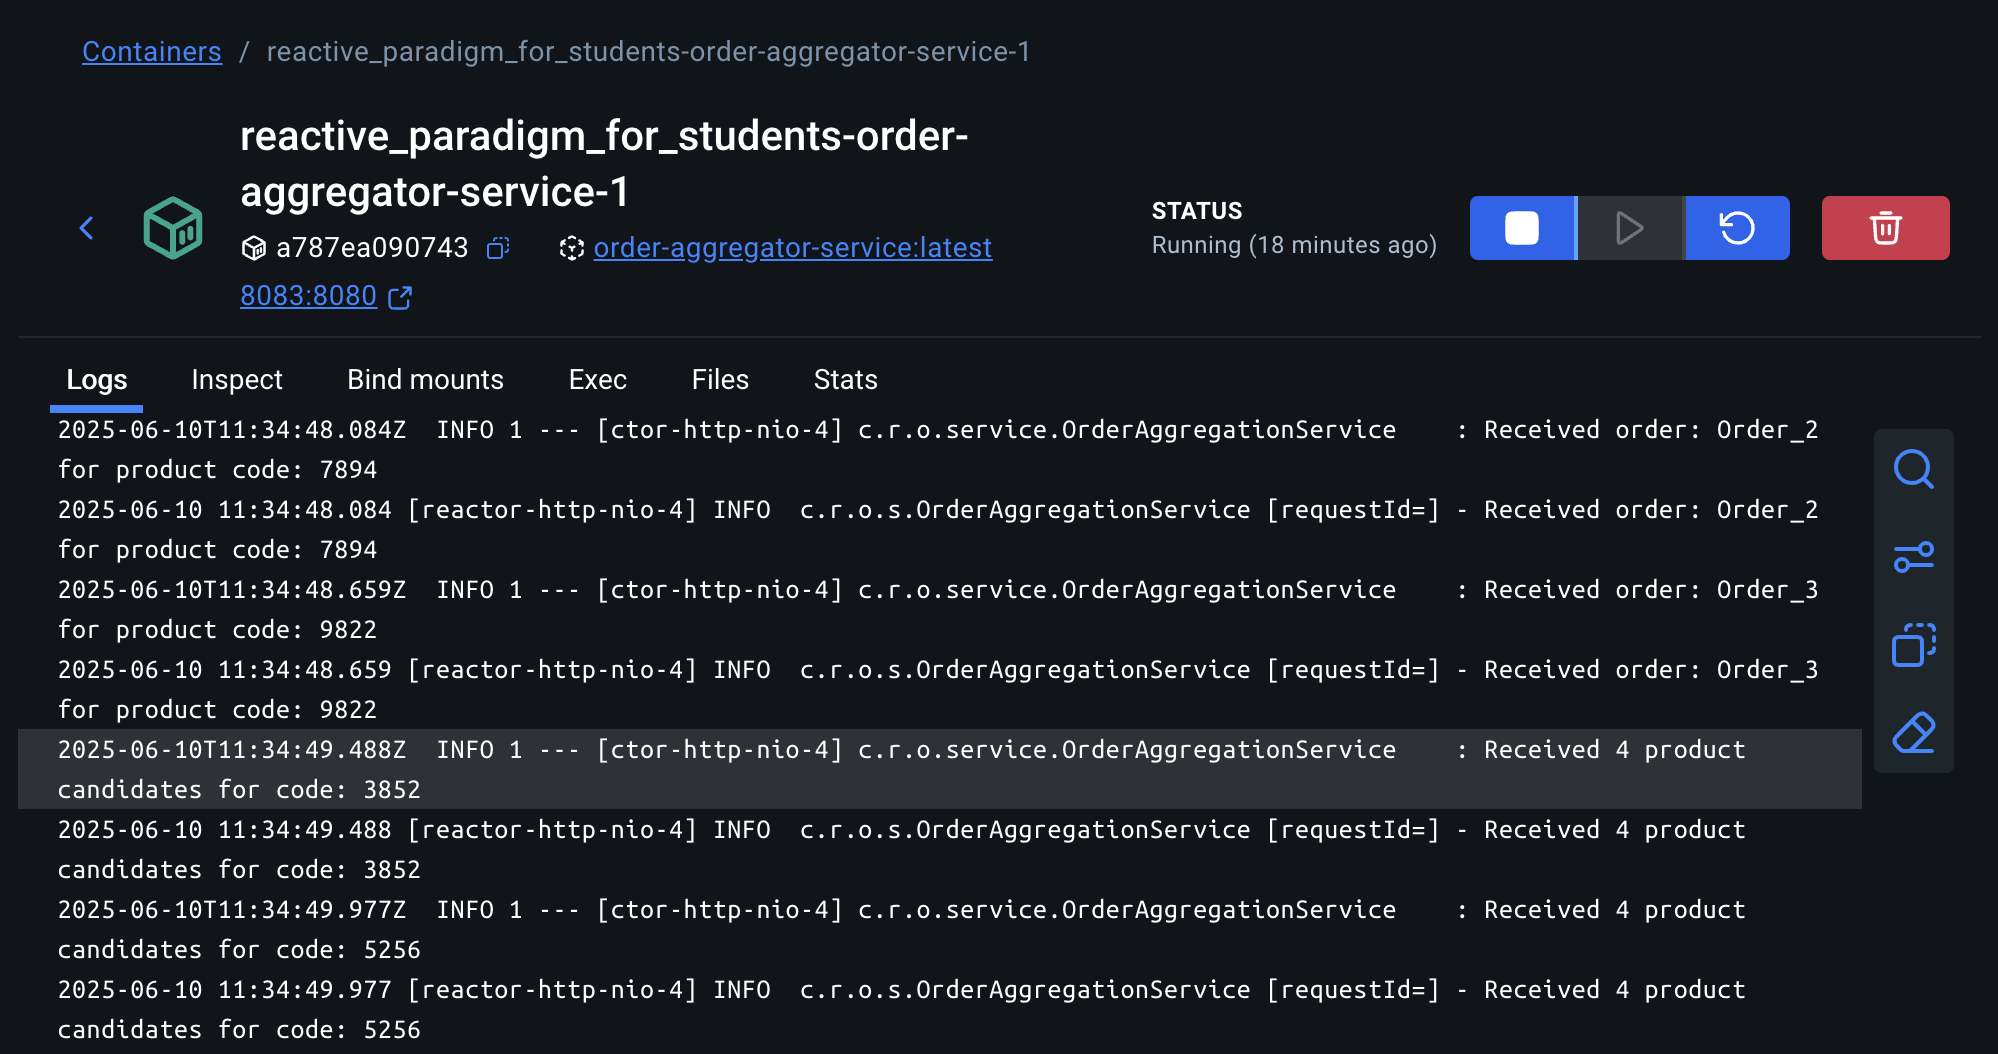 Containers / reactive_paradigm_for_students-order-aggregator-service-1
reactive_paradigm_for_students-order-
aggregator-service-1
a787ea090743 order-aggregator-service:latest
8083:8080
STATUS
Running (18 minutes ago)
Logs Inspect Bind mounts Exec Files Stats
2025-06-10T11:34:48.084Z  INFO 1 --- [ctor-http-nio-4] c.r.o.service.OrderAggregationService    : Received order: Order_2
for product code: 7894
2025-06-10 11:34:48.084 [reactor-http-nio-4] INFO  c.r.o.s.OrderAggregationService [requestId=] - Received order: Order_2
for product code: 7894
2025-06-10T11:34:48.659Z  INFO 1 --- [ctor-http-nio-4] c.r.o.service.OrderAggregationService    : Received order: Order_3
for product code: 9822
2025-06-10 11:34:48.659 [reactor-http-nio-4] INFO  c.r.o.s.OrderAggregationService [requestId=] - Received order: Order_3
for product code: 9822
2025-06-10T11:34:49.488Z  INFO 1 --- [ctor-http-nio-4] c.r.o.service.OrderAggregationService    : Received 4 product
candidates for code: 3852
2025-06-10 11:34:49.488 [reactor-http-nio-4] INFO  c.r.o.s.OrderAggregationService [requestId=] - Received 4 product
candidates for code: 3852
2025-06-10T11:34:49.977Z  INFO 1 --- [ctor-http-nio-4] c.r.o.service.OrderAggregationService    : Received 4 product
candidates for code: 5256
2025-06-10 11:34:49.977 [reactor-http-nio-4] INFO  c.r.o.s.OrderAggregationService [requestId=] - Received 4 product
candidates for code: 5256